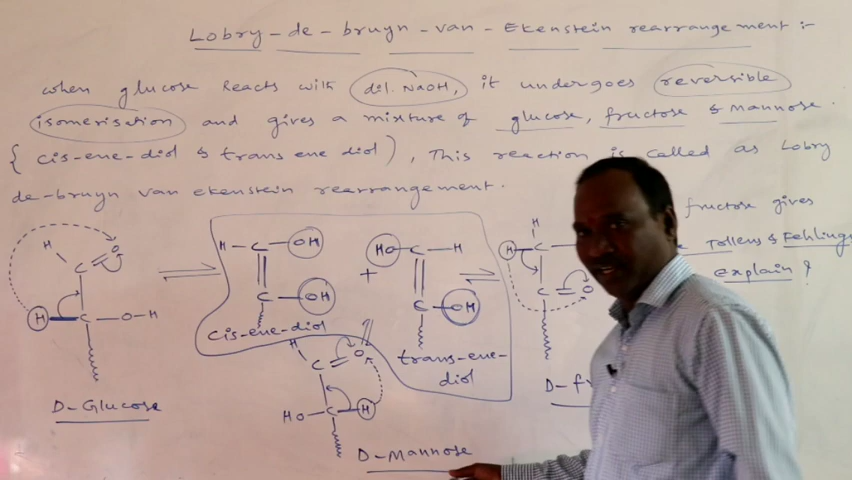 Lobry-de-bruyn-van-Ekenstein rearrangement :-
when glucose reacts with dil. NaOH, it undergoes reversible
isomerisation and gives a mixture of glucose, fructose & Mannose.
{ cis-ene-diol & trans ene diol), This reaction is called as Lobry
de-bruyn van ekenstein rearrangement.
fructose gives
Tollens & Fehlings
explain ?
H C O
H C O-H
D-Glucose
H-C-OH
C-OH
cis-ene-diol
+
HO C-H
C-OH
trans-ene-
diol
H
H C
C O
D-f
H C O
HO C H
D-Mannose